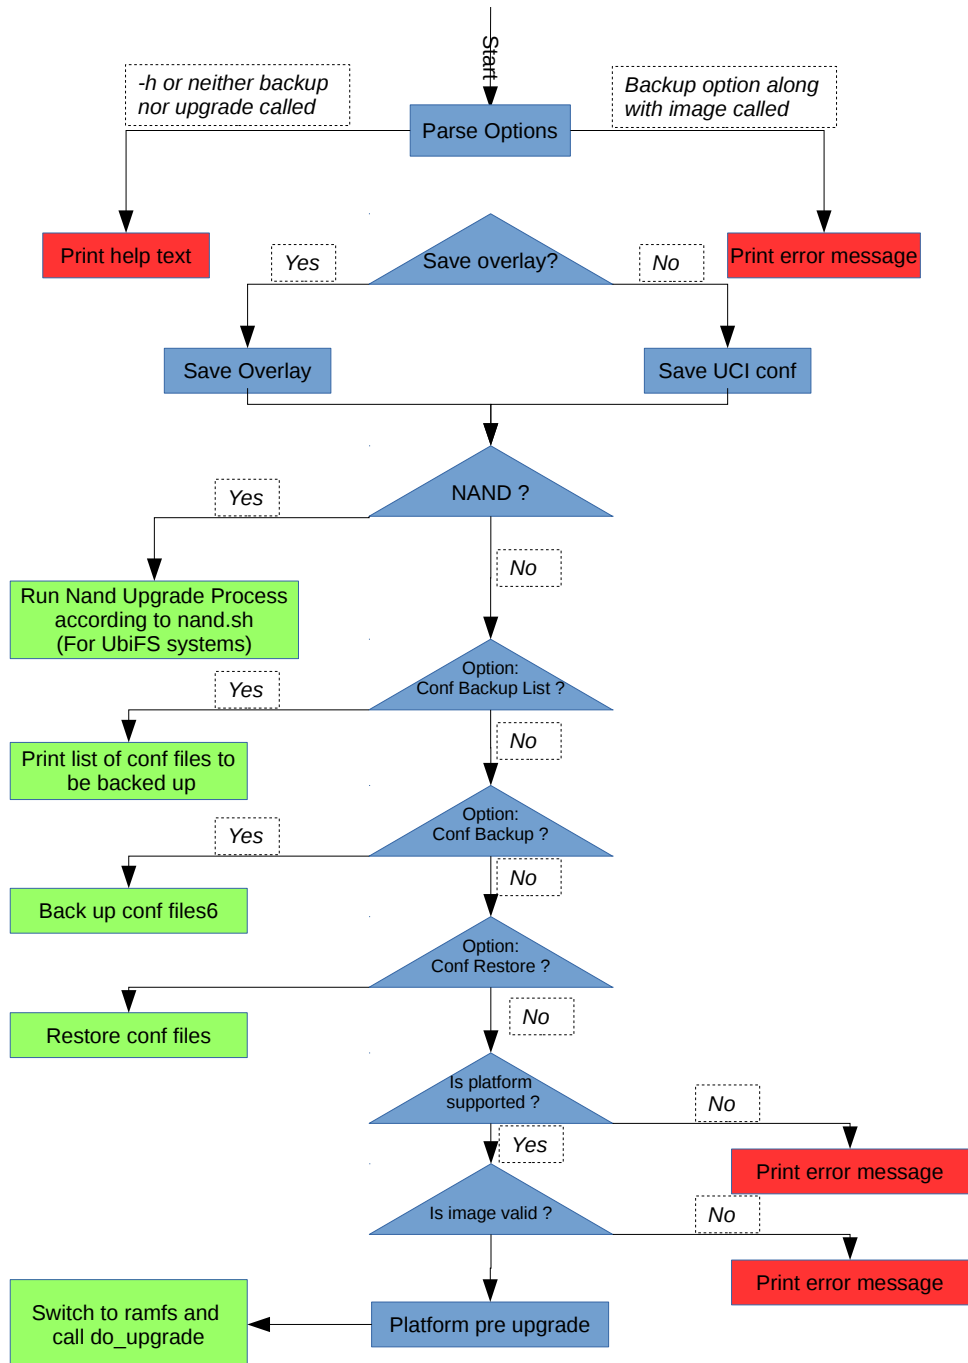 Start
-h or neither backup
nor upgrade called
Backup option along
with image called
Parse Options
Print help text
Yes
Save overlay?
No
Print error message
Save Overlay
Save UCI conf
NAND ?
Yes
No
Run Nand Upgrade Process
according to nand.sh
(For UbiFS systems)
Option:
Conf Backup List ?
Yes
No
Print list of conf files to
be backed up
Option:
Conf Backup ?
Yes
No
Back up conf files6
Option:
Conf Restore ?
No
Restore conf files
Is platform
supported ?
No
Yes
Print error message
Is image valid ?
No
Print error message
Switch to ramfs and
call do_upgrade
Platform pre upgrade